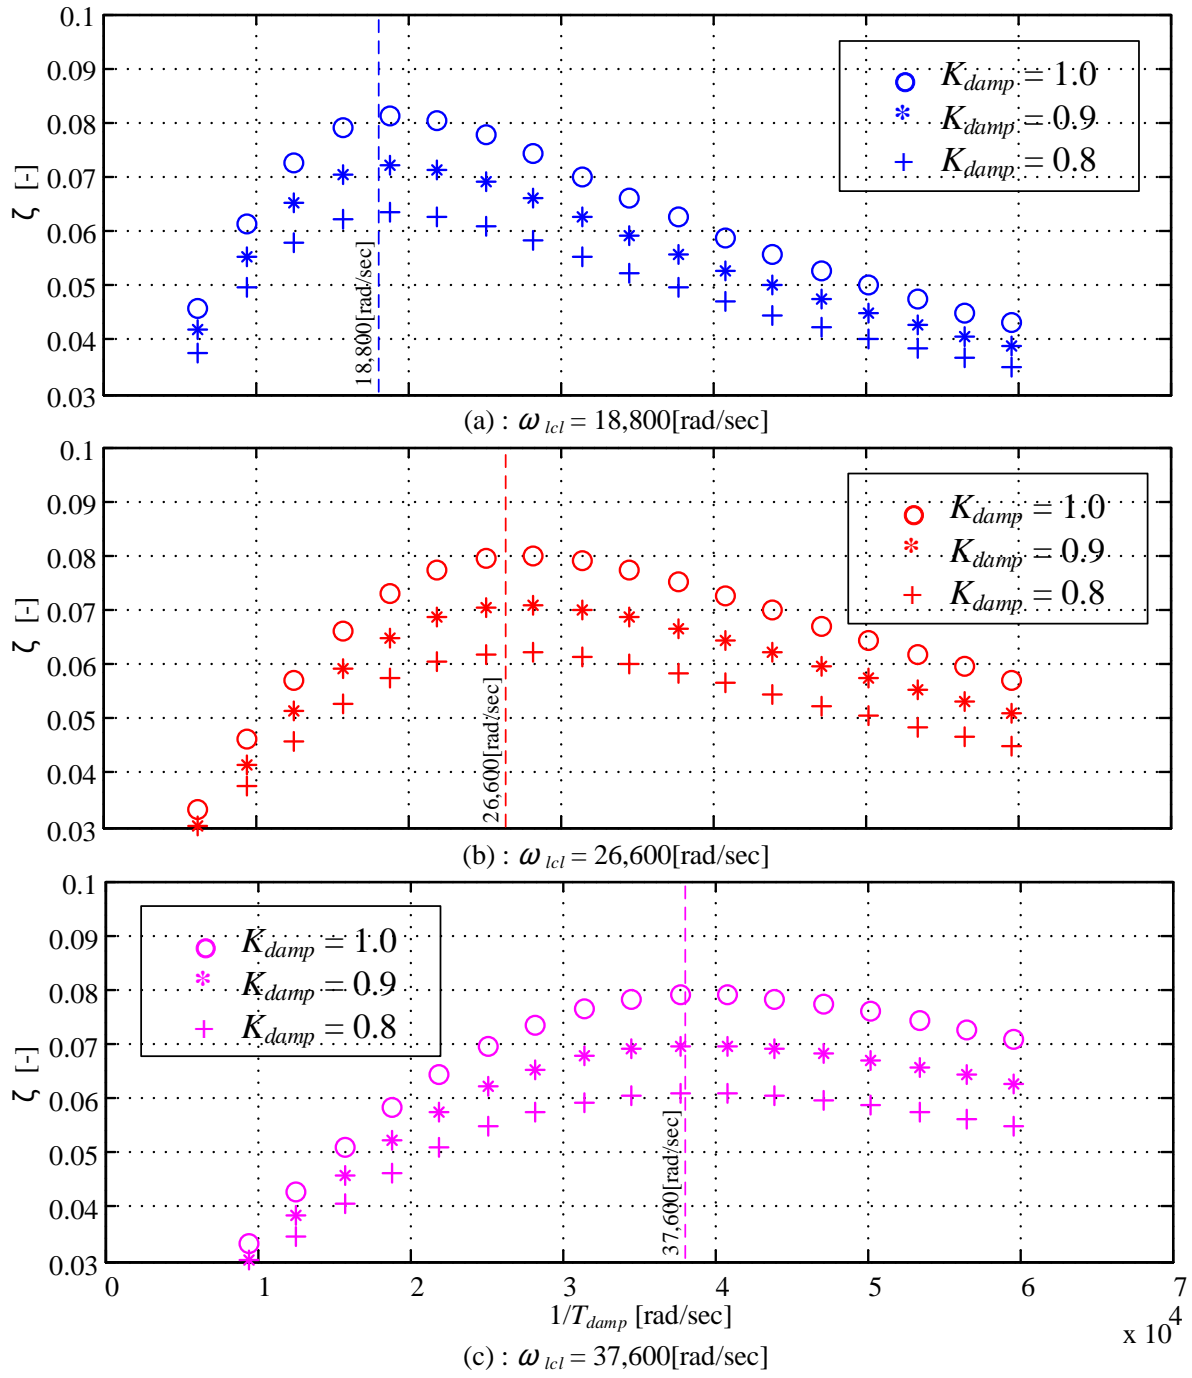 0.1
0.09
0.08
0.07
0.06
0.05
0.04
0.03
ζ [-]
K_damp = 1.0
K_damp = 0.9
K_damp = 0.8
18,800[rad/sec]
(a) : ω lcl = 18,800[rad/sec]
0.1
0.09
0.08
0.07
0.06
0.05
0.04
0.03
ζ [-]
K_damp = 1.0
K_damp = 0.9
K_damp = 0.8
26,600[rad/sec]
(b) : ω lcl = 26,600[rad/sec]
0.1
0.09
0.08
0.07
0.06
0.05
0.04
0.03
ζ [-]
K_damp = 1.0
K_damp = 0.9
K_damp = 0.8
37,600[rad/sec]
0 1 2 3 4 5 6 7
1/T_damp [rad/sec]
x 10^4
(c) : ω lcl = 37,600[rad/sec]